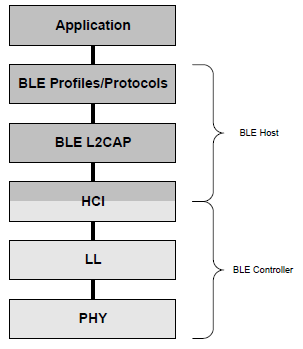 Application
BLE Profiles/Protocols
BLE L2CAP
BLE Host
HCI
LL
BLE Controller
PHY